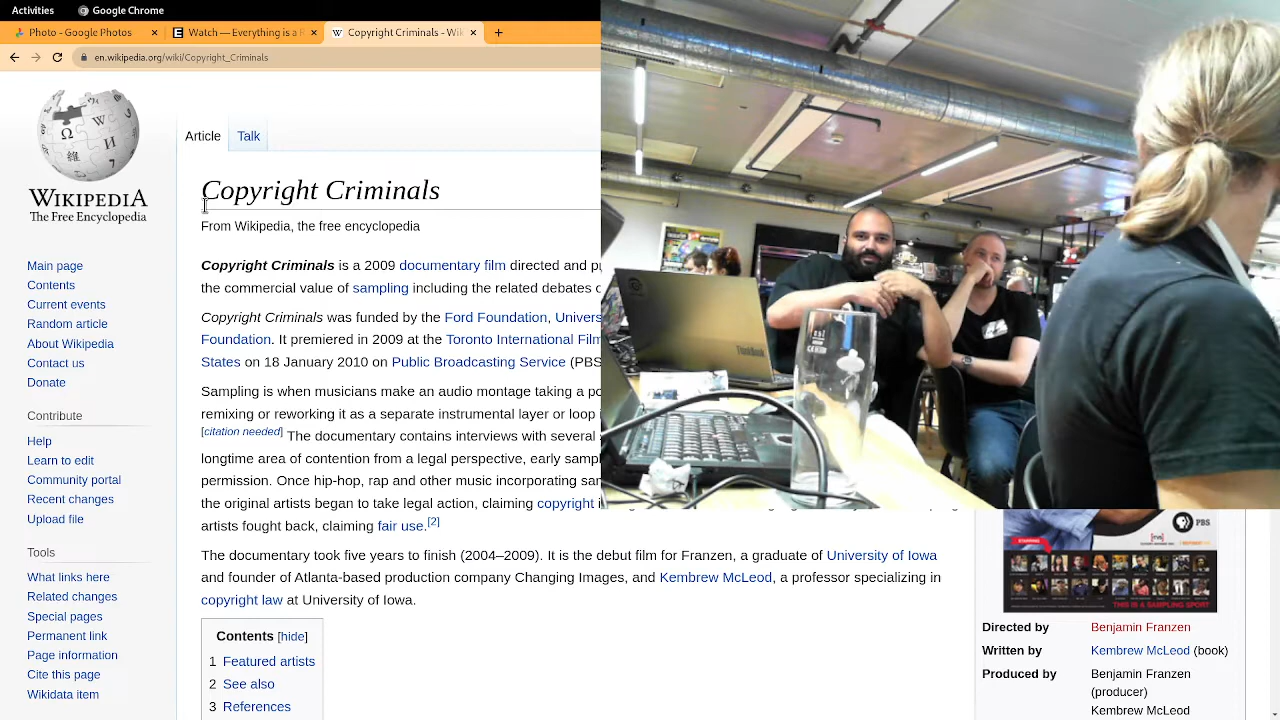 Activities
Google Chrome
Photo - Google Photos
Watch — Everything is a R
Copyright Criminals - Wik
en.wikipedia.org/wiki/Copyright_Criminals
WIKIPEDIA
The Free Encyclopedia
Main page
Contents
Current events
Random article
About Wikipedia
Contact us
Donate
Contribute
Help
Learn to edit
Community portal
Recent changes
Upload file
Tools
What links here
Related changes
Special pages
Permanent link
Page information
Cite this page
Wikidata item
Article
Talk
Copyright Criminals
From Wikipedia, the free encyclopedia
Copyright Criminals is a 2009 documentary film directed and p
the commercial value of sampling including the related debates
Copyright Criminals was funded by the Ford Foundation, Univers
Foundation. It premiered in 2009 at the Toronto International Film
States on 18 January 2010 on Public Broadcasting Service (PBS
Sampling is when musicians make an audio montage taking a po
remixing or reworking it as a separate instrumental layer or loop i
[citation needed] The documentary contains interviews with several
longtime area of contention from a legal perspective, early sampl
permission. Once hip-hop, rap and other music incorporating sam
the original artists began to take legal action, claiming copyright
artists fought back, claiming fair use.[2]
The documentary took five years to finish (2004–2009). It is the debut film for Franzen, a graduate of University of Iowa
and founder of Atlanta-based production company Changing Images, and Kembrew McLeod, a professor specializing in
copyright law at University of Iowa.
Contents [hide]
1 Featured artists
2 See also
3 References
ThinkBook
PBS
THIS IS A SAMPLING SPORT
Directed by
Benjamin Franzen
Written by
Kembrew McLeod (book)
Produced by
Benjamin Franzen
(producer)
Kembrew McLeod